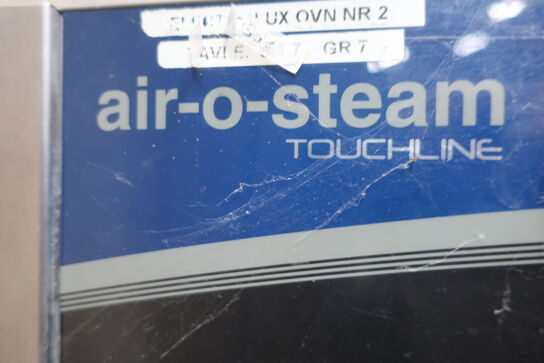 UX OVN NR 2
GR 7
air-o-steam
TOUCHLINE